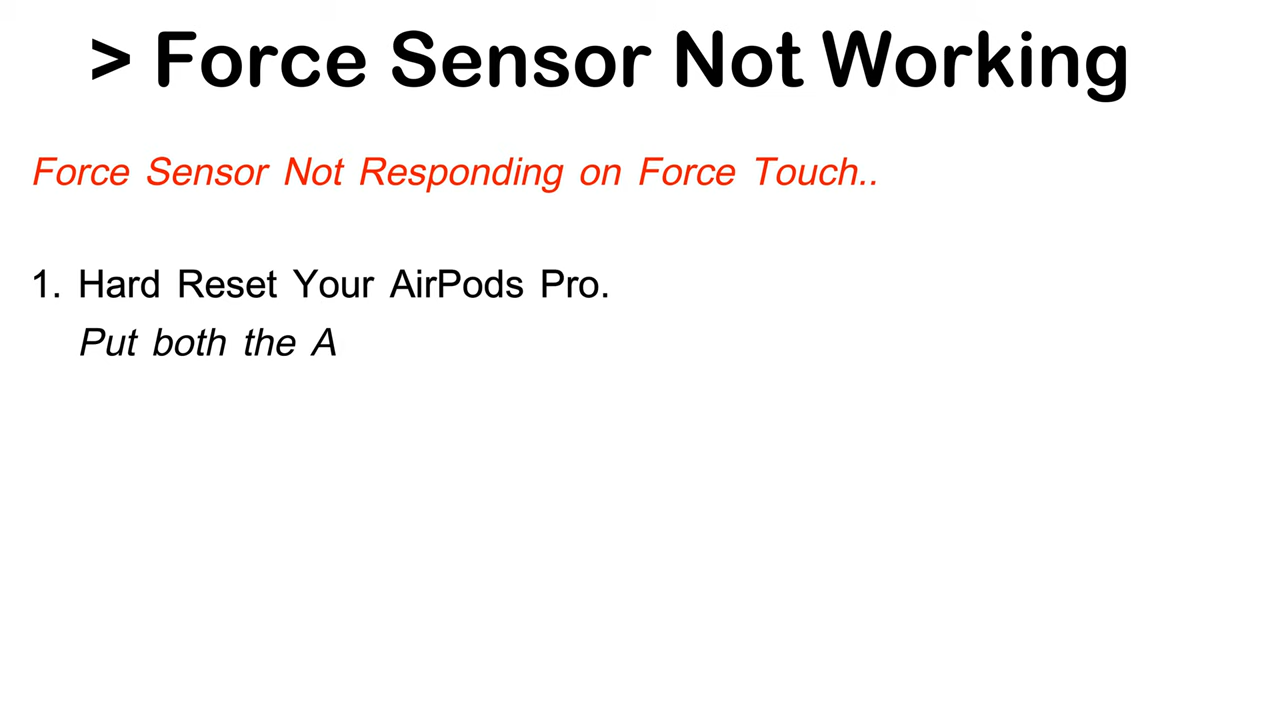 > Force Sensor Not Working
Force Sensor Not Responding on Force Touch..
1. Hard Reset Your AirPods Pro.
Put both the A